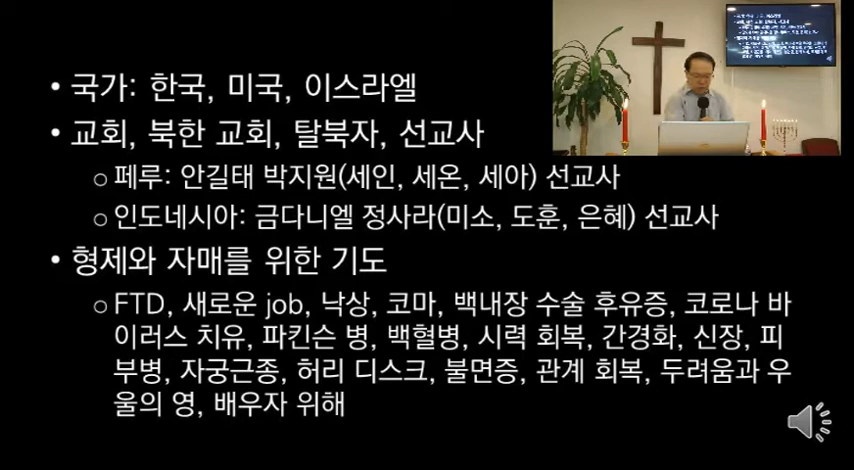 • 국가: 한국, 미국, 이스라엘
• 교회, 북한 교회, 탈북자, 선교사
○ 페루: 안길태 박지원(세인, 세온, 세아) 선교사
○ 인도네시아: 금다니엘 정사라(미소, 도훈, 은혜) 선교사
• 형제와 자매를 위한 기도
○ FTD, 새로운 job, 낙상, 코마, 백내장 수술 후유증, 코로나 바
이러스 치유, 파킨슨 병, 백혈병, 시력 회복, 간경화, 신장, 피
부병, 자궁근종, 허리 디스크, 불면증, 관계 회복, 두려움과 우
울의 영, 배우자 위해